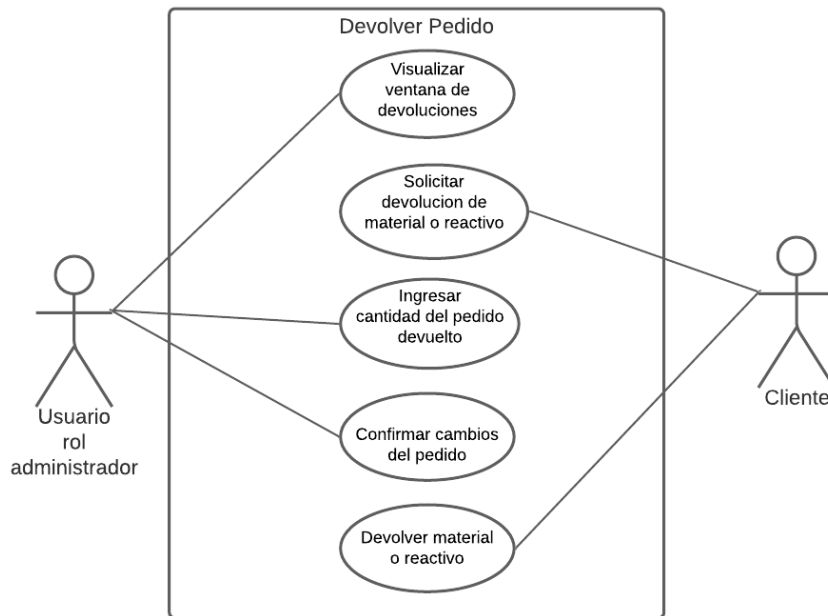 Devolver Pedido
Visualizar
ventana de
devoluciones
Solicitar
devolucion de
material o reactivo
Ingresar
cantidad del pedido
devuelto
Confirmar cambios
del pedido
Devolver material
o reactivo
Usuario
rol
administrador
Cliente